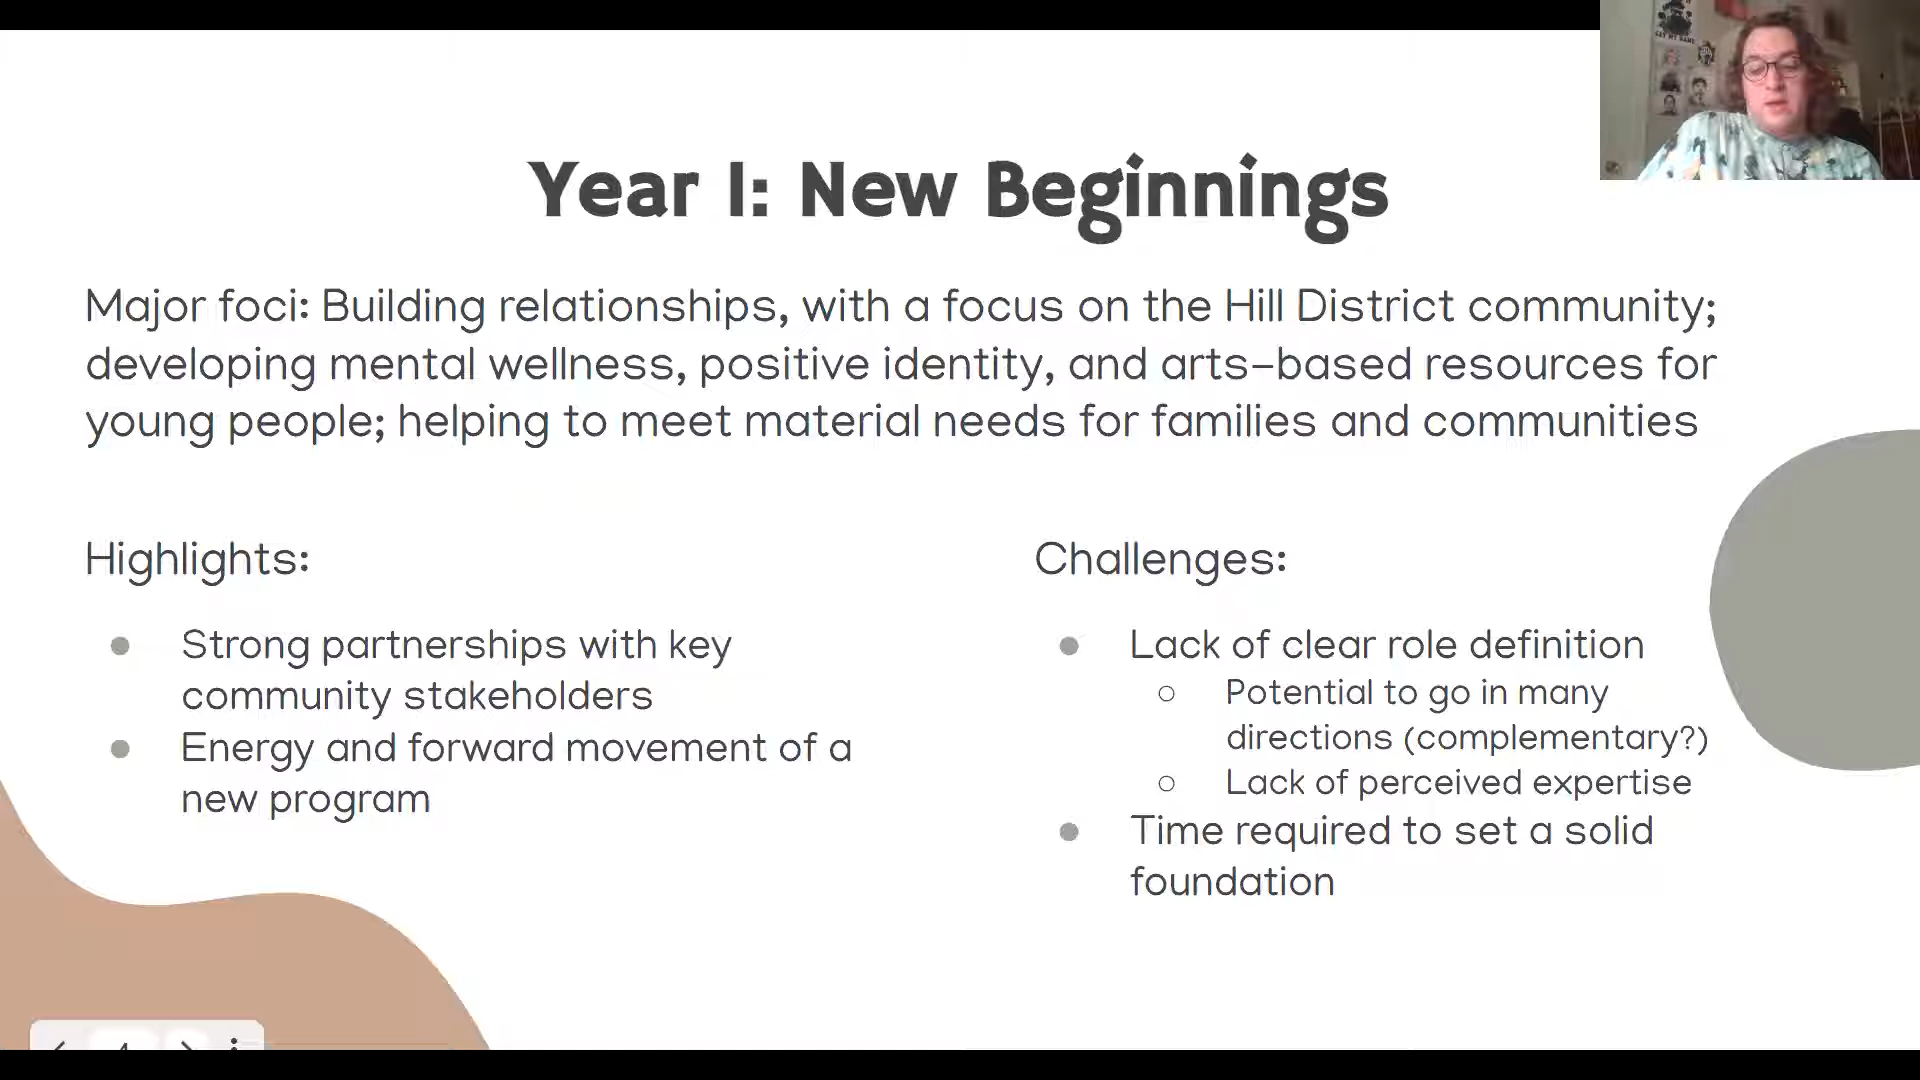 Year 1: New Beginnings
Major foci: Building relationships, with a focus on the Hill District community;
developing mental wellness, positive identity, and arts-based resources for
young people; helping to meet material needs for families and communities
Highlights:
Strong partnerships with key
community stakeholders
Energy and forward movement of a
new program
Challenges:
Lack of clear role definition
Potential to go in many
directions (complementary?)
Lack of perceived expertise
Time required to set a solid
foundation